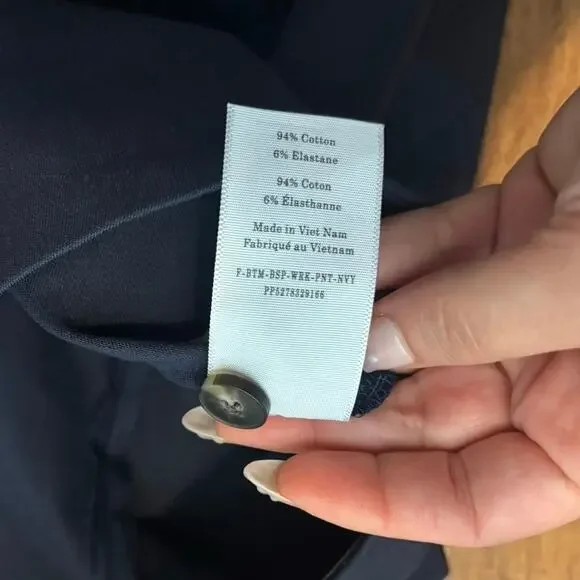 94% Cotton
6% Elastane
94% Coton
6% Élasthanne
Made in Viet Nam
Fabriqué au Vietnam
F-BTM-BSP-WRK-PNT-NVY
PP5278329166